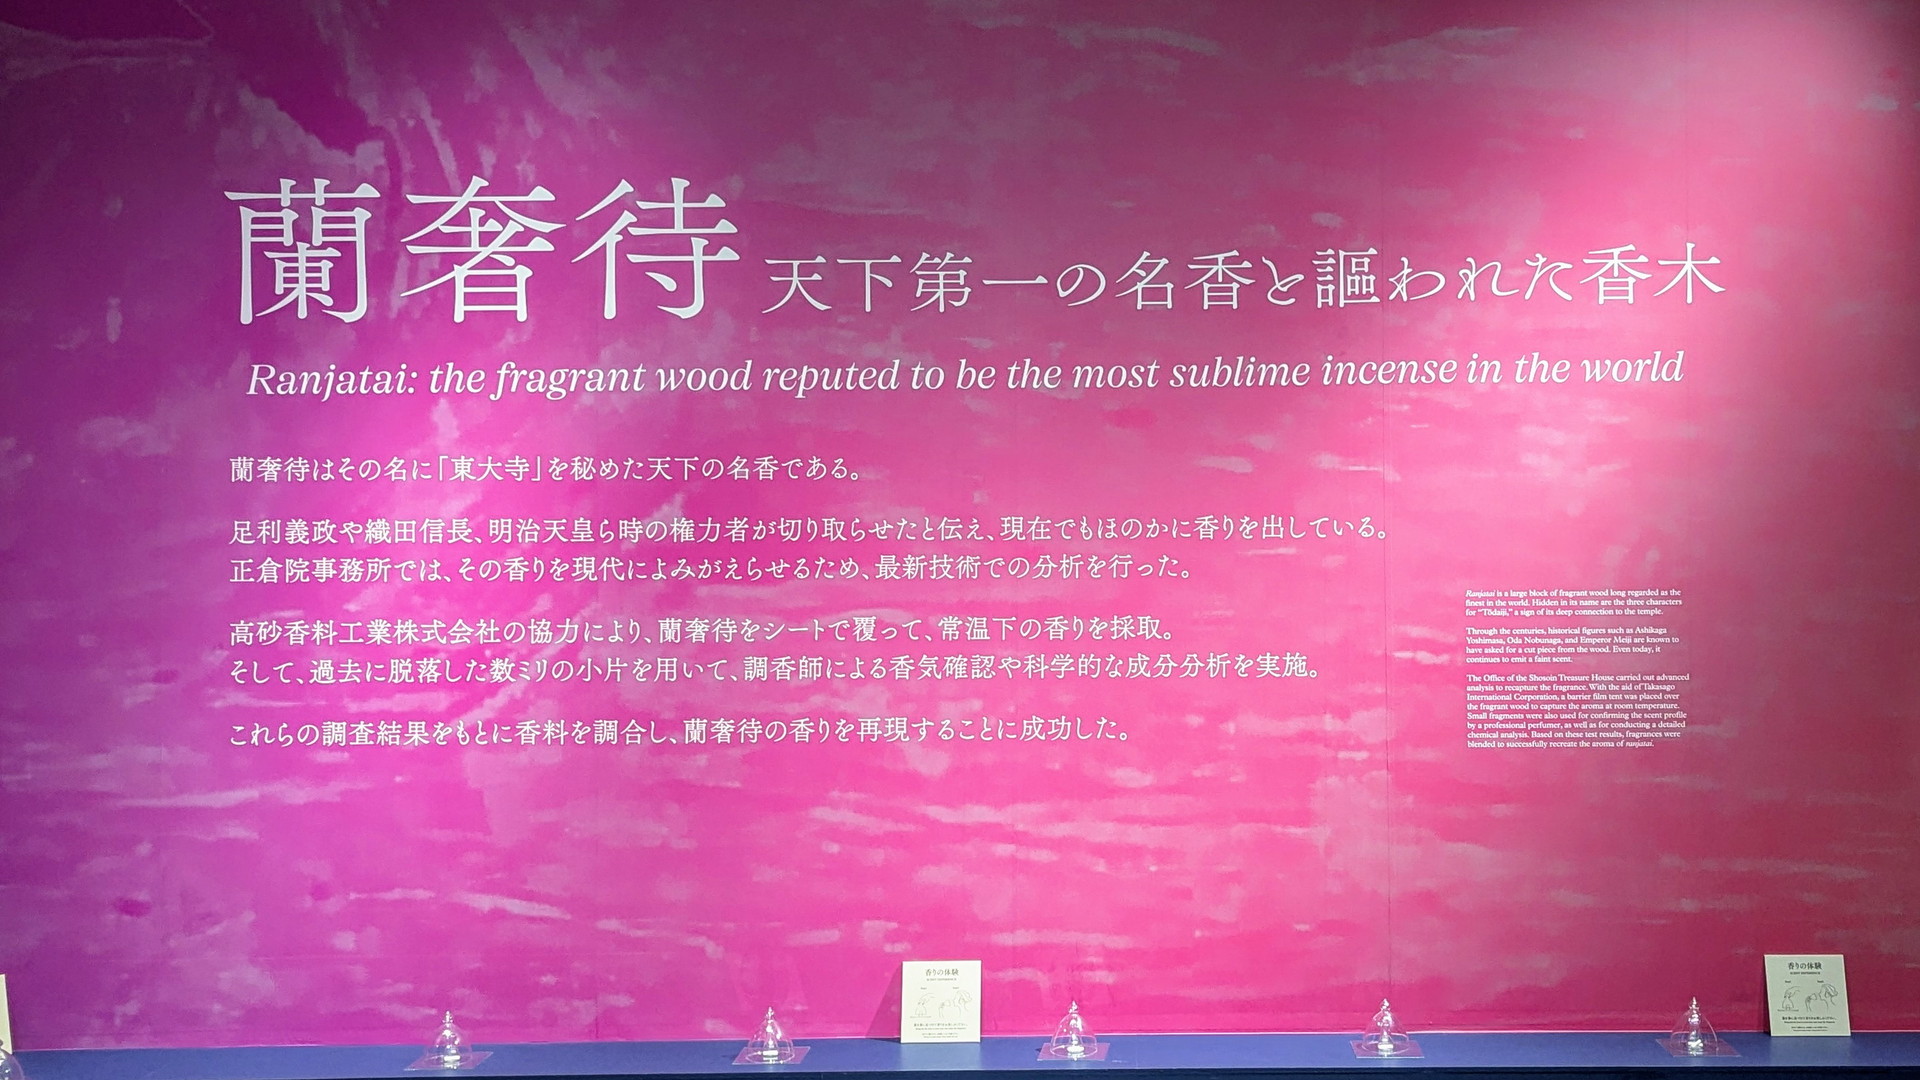 蘭奢待 天下第一の名香と謳われた香木
Ranjatai: the fragrant wood reputed to be the most sublime incense in the world
蘭奢待はその名に「東大寺」を秘めた天下の名香である。
足利義政や織田信長、明治天皇ら時の権力者が切り取らせたと伝え、現在でもほのかに香りを出している。
正倉院事務所では、その香りを現代によみがえらせるため、最新技術での分析を行った。
高砂香料工業株式会社の協力により、蘭奢待をシートで覆って、常温下の香りを採取。
そして、過去に脱落した数ミリの小片を用いて、調香師による香気確認や科学的な成分分析を実施。
これらの調査結果をもとに香料を調合し、蘭奢待の香りを再現することに成功した。
Ranjatai is a large block of fragrant wood long regarded as the
finest in the world. Hidden in its name are the three characters
for "Tōdaiji," a sign of its deep connection to the temple.
Through the centuries, historical figures such as Ashikaga
Yoshimasa, Oda Nobunaga, and Emperor Meiji are known to
have asked for a cut piece from the wood. Even today, it
continues to emit a faint scent.
The Office of the Shosoin Treasure House carried out advanced
analysis to recapture the fragrance. With the aid of Takasago
International Corporation, a barrier film tent was placed over
the fragrant wood to capture the aroma at room temperature.
Small fragments were also used for confirming the scent profile
by a professional perfumer, as well as for conducting a detailed
chemical analysis. Based on these test results, fragrances were
blended to successfully recreate the aroma of ranjatai.
香りの体験
香りの体験